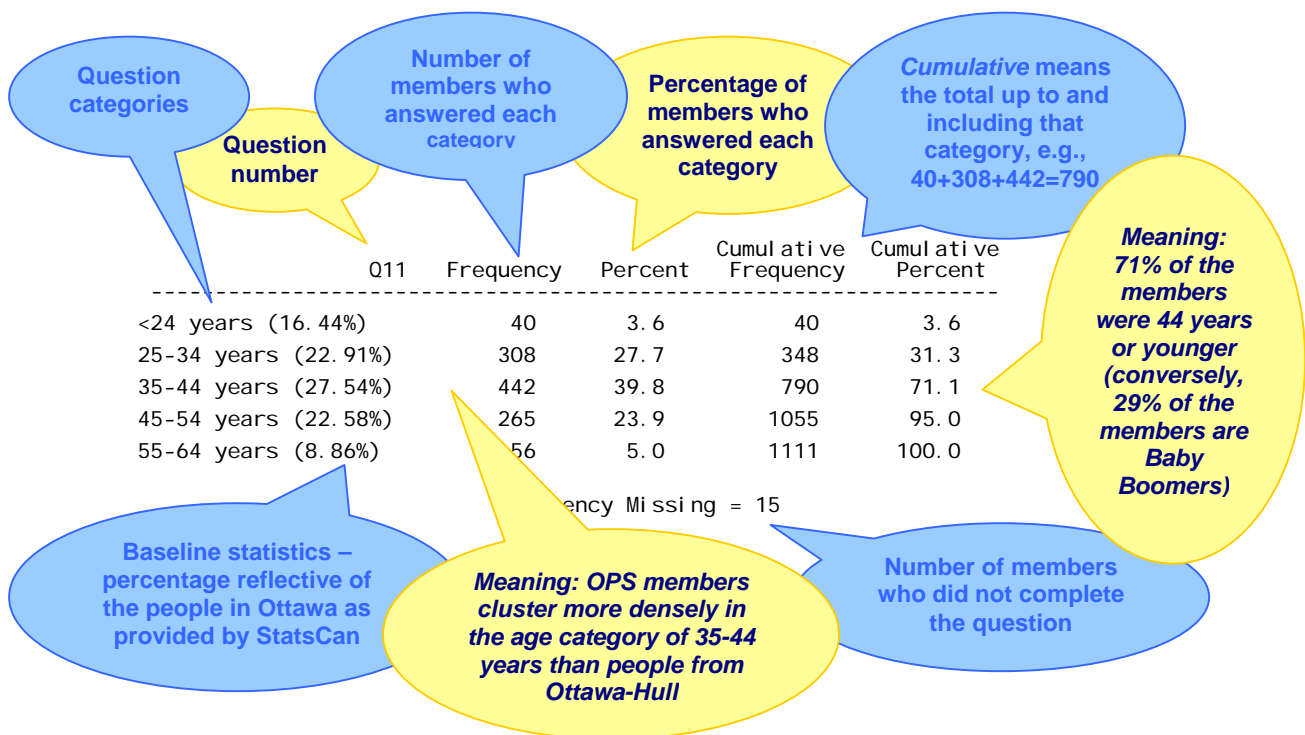 Question
categories
Question
number
Number of
members who
answered each
category
Percentage of
members who
answered each
category
Cumulative means
the total up to and
including that
category, e.g.,
40+308+442=790
Q11 Frequency Percent Cumulative Frequency Cumulative Percent
<24 years (16.44%) 40 3.6 40 3.6
25-34 years (22.91%) 308 27.7 348 31.3
35-44 years (27.54%) 442 39.8 790 71.1
45-54 years (22.58%) 265 23.9 1055 95.0
55-64 years (8.86%) 56 5.0 1111 100.0
ency Missing = 15
Meaning:
71% of the
members
were 44 years
or younger
(conversely,
29% of the
members are
Baby
Boomers)
Baseline statistics –
percentage reflective of
the people in Ottawa as
provided by StatsCan
Meaning: OPS members
cluster more densely in
the age category of 35-44
years than people from
Ottawa-Hull
Number of members
who did not complete
the question